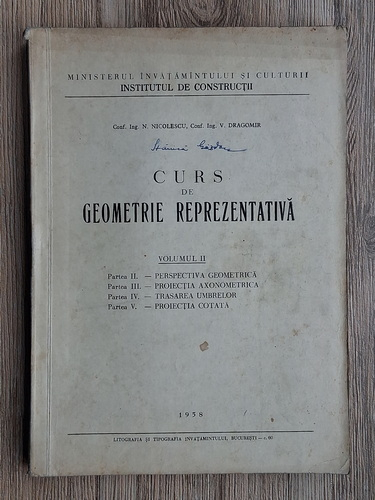 MINISTERUL ÎNVĂȚĂMÎNTULUI ȘI CULTURII
INSTITUTUL DE CONSTRUCȚII
Conf. Ing. N. NICOLESCU, Conf. Ing. V. DRAGOMIR
CURS
DE
GEOMETRIE REPREZENTATIVĂ
VOLUMUL II
Partea II. — PERSPECTIVA GEOMETRICĂ
Partea III. — PROIECȚIA AXONOMETRICA
Partea IV. — TRASAREA UMBRELOR
Partea V. — PROIECȚIA COTATĂ
1958
LITOGRAFIA ȘI TIPOGRAFIA ÎNVĂȚĂMÎNTULUI, BUCUREȘTI — c. 60